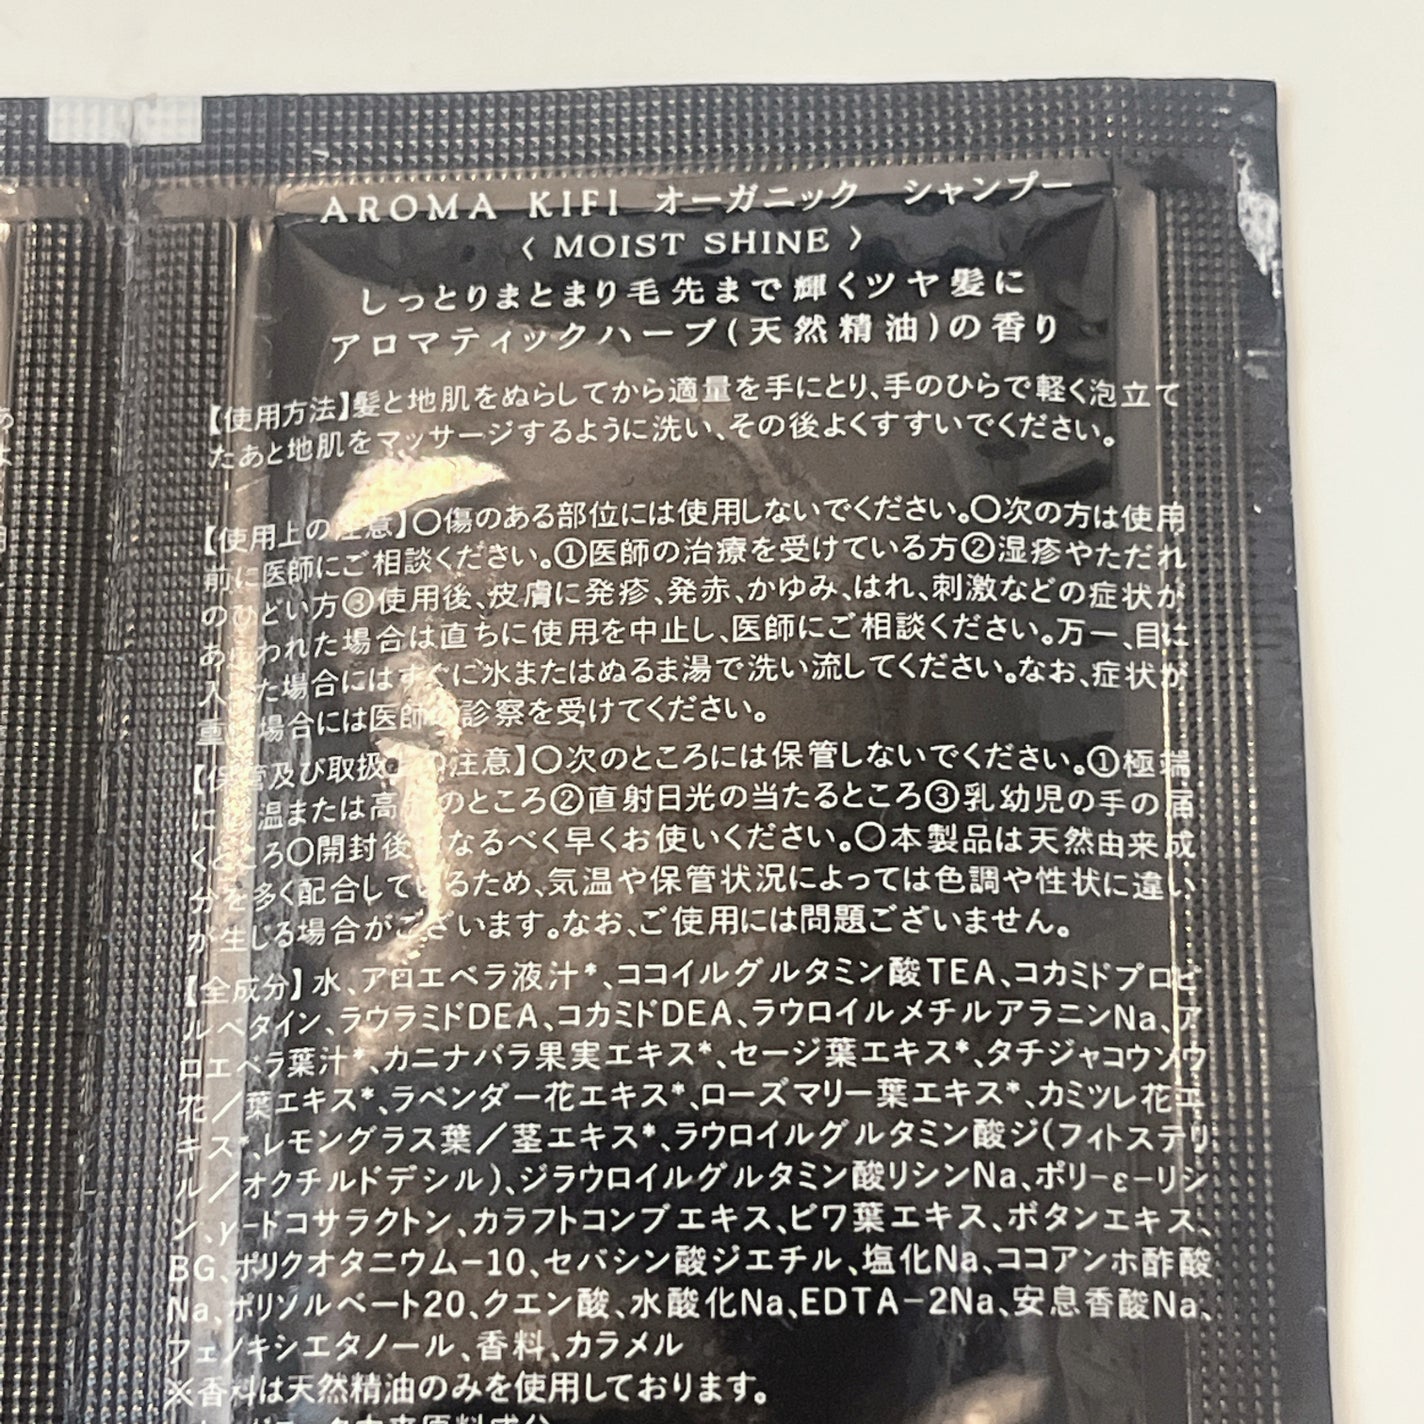 AROMA KIFI オーガニック シャンプー
〈 MOIST SHINE 〉
しっとりまとまり毛先まで輝くツヤ髪に
アロマティックハーブ(天然精油)の香り
【使用方法】髪と地肌をぬらしてから適量を手にとり、手のひらで軽く泡立て
たあと地肌をマッサージするように洗い、その後よくすすいでください。
【使用上の注意】〇傷のある部位には使用しないでください。〇次の方は使用
前に医師にご相談ください。①医師の治療を受けている方②湿疹やただれ
のひどい方③使用後、皮膚に発疹、発赤、かゆみ、はれ、刺激などの症状が
あらわれた場合は直ちに使用を中止し、医師にご相談ください。万一、目に
入った場合にはすぐに水またはぬるま湯で洗い流してください。なお、症状が
重い場合には医師の診察を受けてください。
【保管及び取扱 注意】〇次のところには保管しないでください。①極端
に 温または高 のところ②直射日光の当たるところ③乳幼児の手の届
くところ〇開封後 なるべく早くお使いください。〇本製品は天然由来成
分を多く配合しているため、気温や保管状況によっては色調や性状に違い
が生じる場合がございます。なお、ご使用には問題ございません。
【全成分】水、アロエベラ液汁*、ココイルグルタミン酸TEA、コカミドプロピ
ルベタイン、ラウラミドDEA、コカミドDEA、ラウロイルメチルアラニンNa、ア
ロエベラ葉汁*、カニナバラ果実エキス*、セージ葉エキス*、タチジャコウソウ
花／葉エキス*、ラベンダー花エキス*、ローズマリー葉エキス*、カミツレ花エ
キス*、レモングラス葉／茎エキス*、ラウロイルグルタミン酸ジ(フィトステリ
ル／オクチルドデシル)、ジラウロイルグルタミン酸リシンNa、ポリ-ε-リシ
ン、γ-ドコサラクトン、カラフトコンブエキス、ビワ葉エキス、ボタンエキス、
BG、ポリクオタニウム-10、セバシン酸ジエチル、塩化Na、ココアンホ酢酸
Na、ポリソルベート20、クエン酸、水酸化Na、EDTA-2Na、安息香酸Na、
フェノキシエタノール、香料、カラメル
※香料は天然精油のみを使用しております。